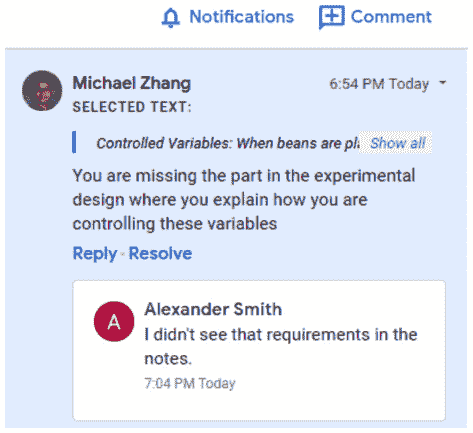 Notifications Comment
Michael Zhang 6:54 PM Today
SELECTED TEXT:
Controlled Variables: When beans are pl Show all
You are missing the part in the experimental
design where you explain how you are
controlling these variables
Reply · Resolve
A Alexander Smith
I didn't see that requirements in the
notes.
7:04 PM Today